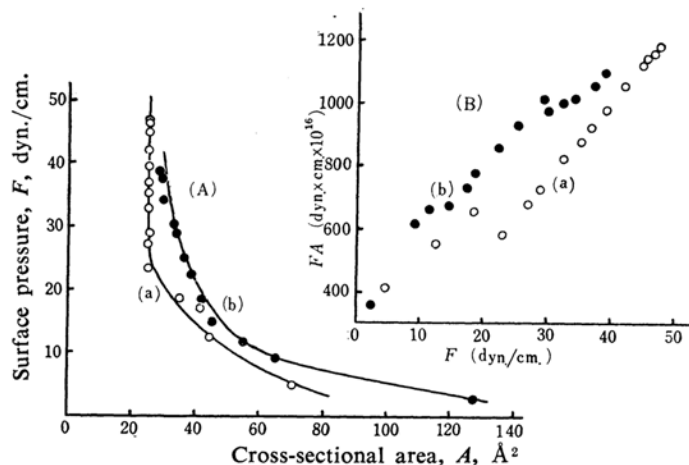 Surface pressure, F, dyn./cm.
50
40
30
20
10
0
20
40
60
80
100
120
140
Cross-sectional area, A, Å²
(A)
(a)
(b)
FA
(dyn×cm×10¹⁶)
1200
1000
800
600
400
(B)
(b)
(a)
0
10
20
30
40
50
F (dyn/cm.)